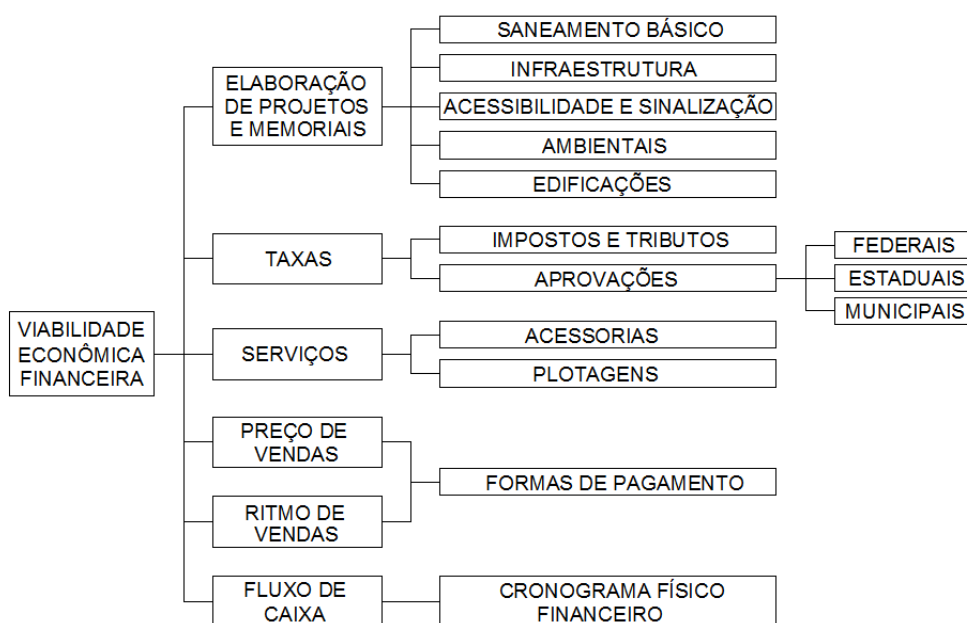 VIABILIDADE
ECONÔMICA
FINANCEIRA
ELABORAÇÃO
DE PROJETOS
E MEMORIAIS
SANEAMENTO BÁSICO
INFRAESTRUTURA
ACESSIBILIDADE E SINALIZAÇÃO
AMBIENTAIS
EDIFICAÇÕES
TAXAS
IMPOSTOS E TRIBUTOS
APROVAÇÕES
FEDERAIS
ESTADUAIS
MUNICIPAIS
SERVIÇOS
ACESSORIAS
PLOTAGENS
PREÇO DE
VENDAS
RITMO DE
VENDAS
FORMAS DE PAGAMENTO
FLUXO DE
CAIXA
CRONOGRAMA FÍSICO
FINANCEIRO